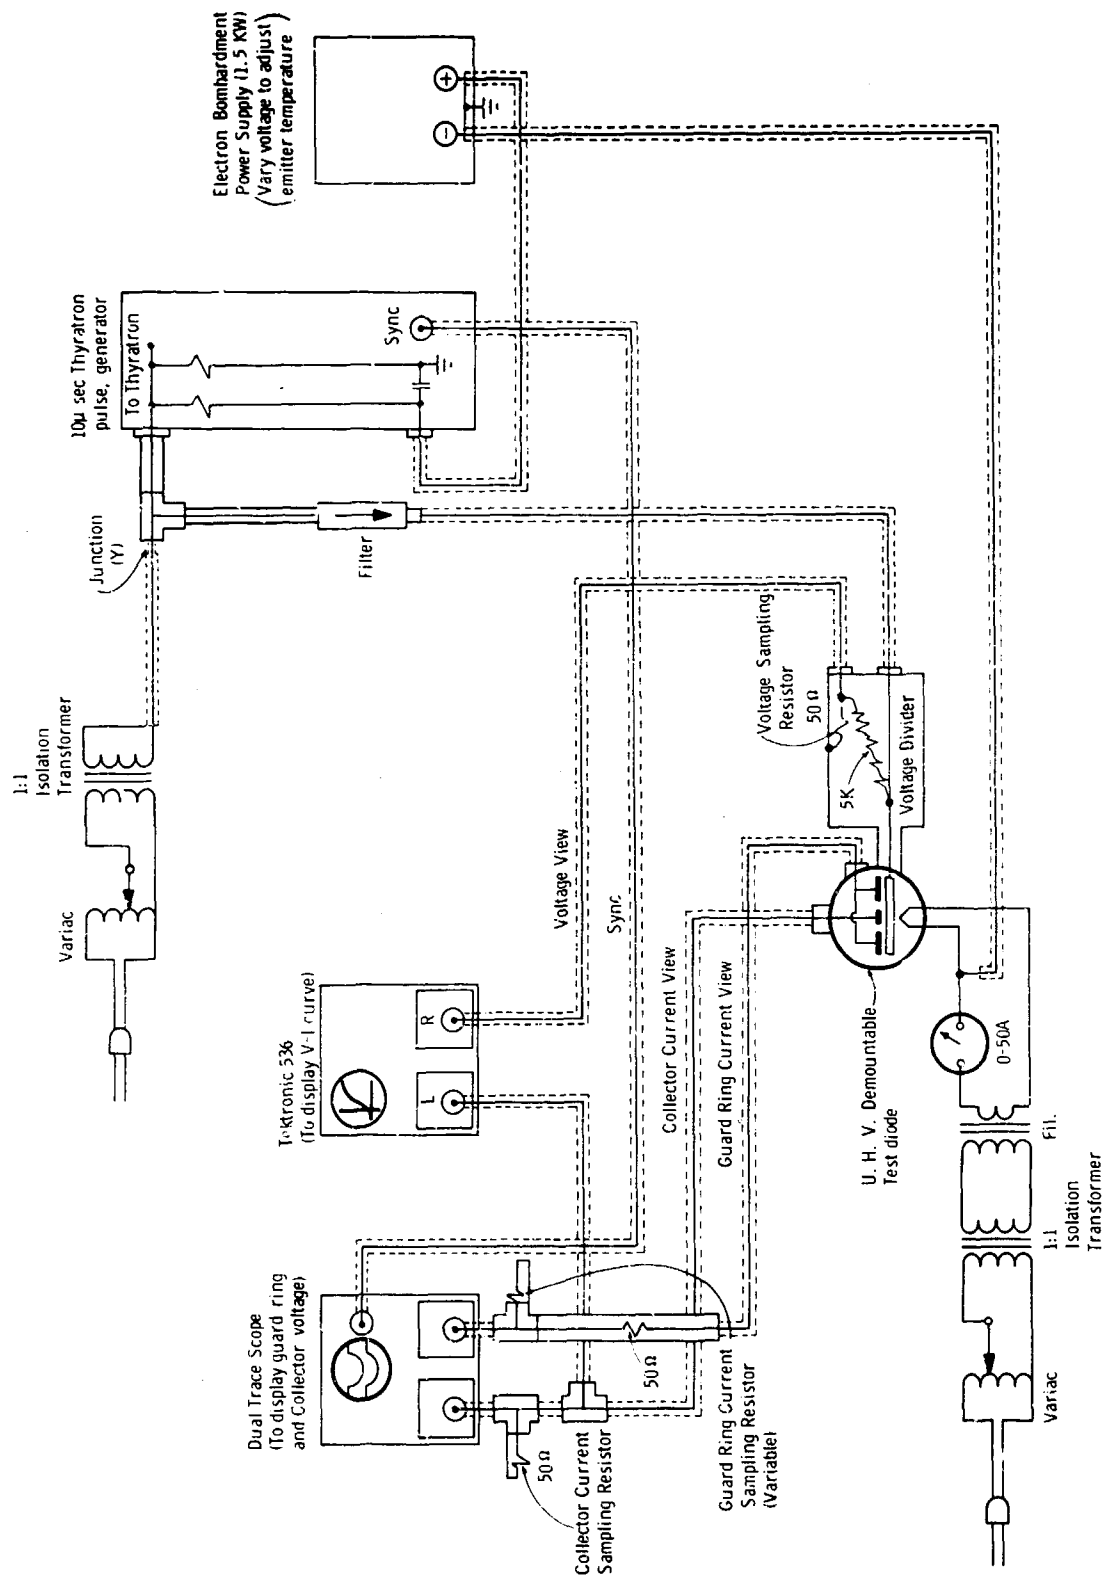 1:1
Isolation
Transformer
Variac
Junction
(Y)
10μ sec Thyratron
pulse, generator
To Thyratron
Sync
Electron Bombardment
Power Supply (1.5 KW)
(Vary voltage to adjust)
emitter temperature
+
−
Filter
Tektronic 536
(To display V-I curve)
L
R
Dual Trace Scope
(To display guard ring
and Collector voltage)
Voltage View
Sync
Collector Current View
Guard Ring Current View
50Ω
Collector Current
Sampling Resistor
50Ω
Guard Ring Current
Sampling Resistor
(Variable)
Voltage Sampling
Resistor
50Ω
5K
Voltage Divider
U. H. V. Demountable
Test diode
0-50A
Fil.
1:1
Isolation
Transformer
Variac